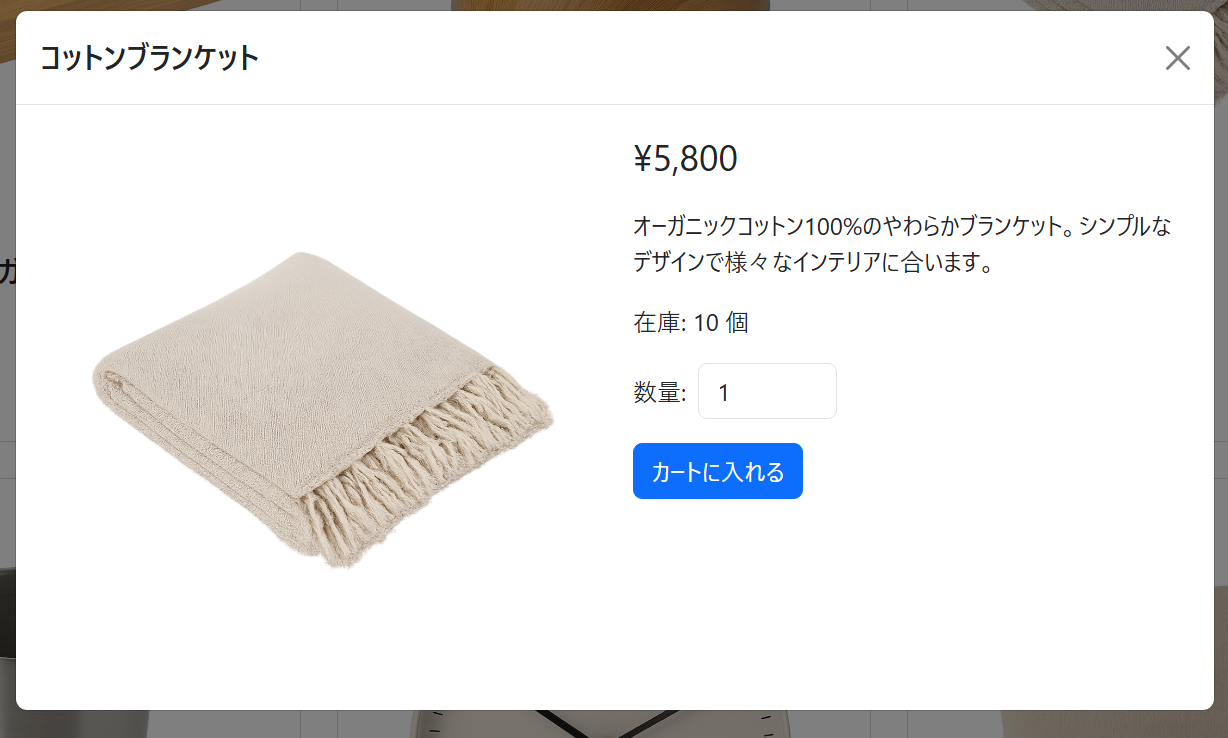 コットンブランケット
¥5,800
オーガニックコットン100%のやわらかブランケット。シンプルな
デザインで様々なインテリアに合います。
在庫: 10 個
数量: 1
カートに入れる